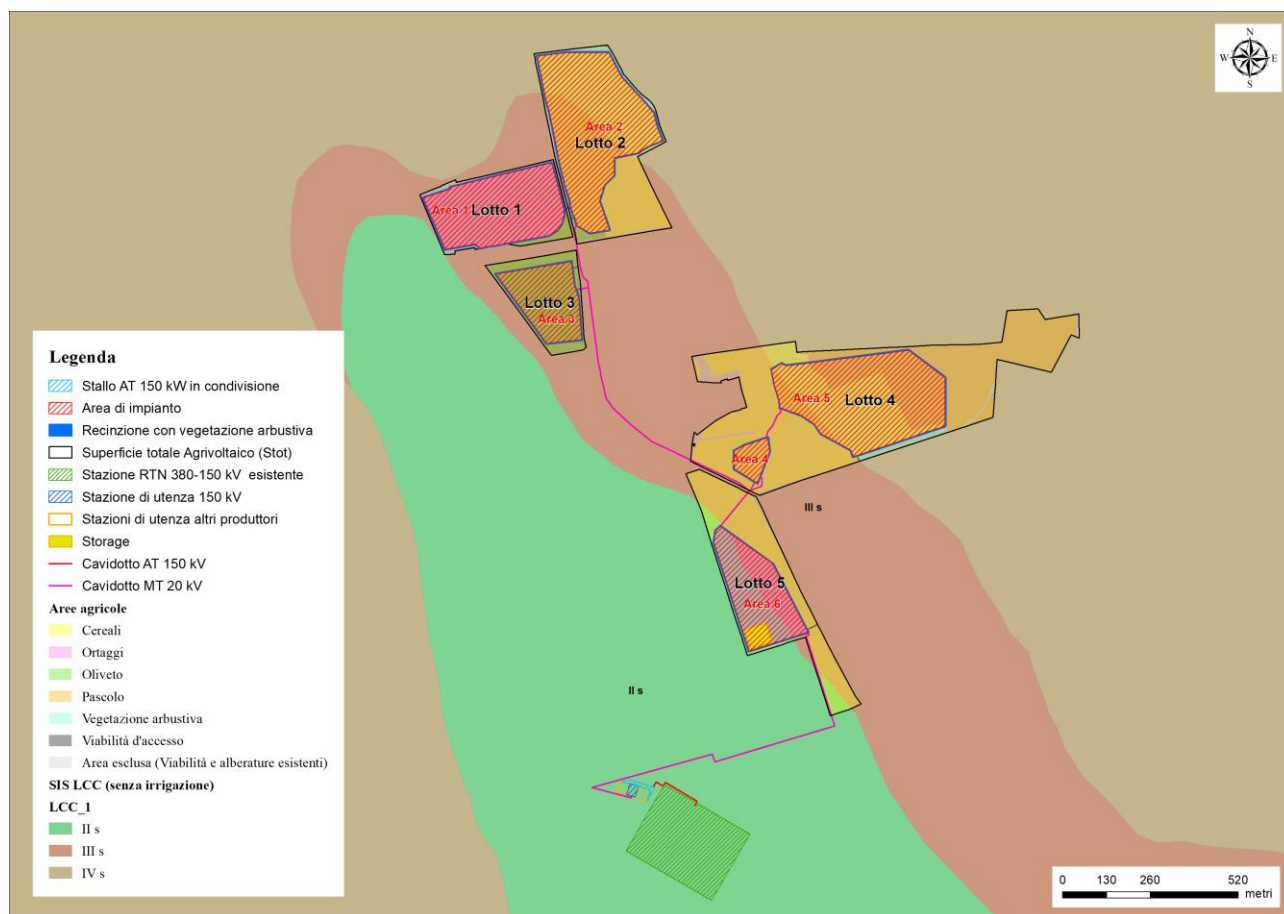 N
W E
S
Area 2
Lotto 2
Area 1 Lotto 1
Lotto 3
Area 3
Area 5 Lotto 4
Area 4
III s
Lotto 5
Area 6
II s
Legenda
Stallo AT 150 kW in condivisione
Area di impianto
Recinzione con vegetazione arbustiva
Superficie totale Agrivoltaico (Stot)
Stazione RTN 380-150 kV esistente
Stazione di utenza 150 kV
Stazioni di utenza altri produttori
Storage
Cavidotto AT 150 kV
Cavidotto MT 20 kV
Aree agricole
Cereali
Ortaggi
Oliveto
Pascolo
Vegetazione arbustiva
Viabilità d'accesso
Area esclusa (Viabilità e alberature esistenti)
SIS LCC (senza irrigazione)
LCC_1
II s
III s
IV s
0 130 260 520
metri